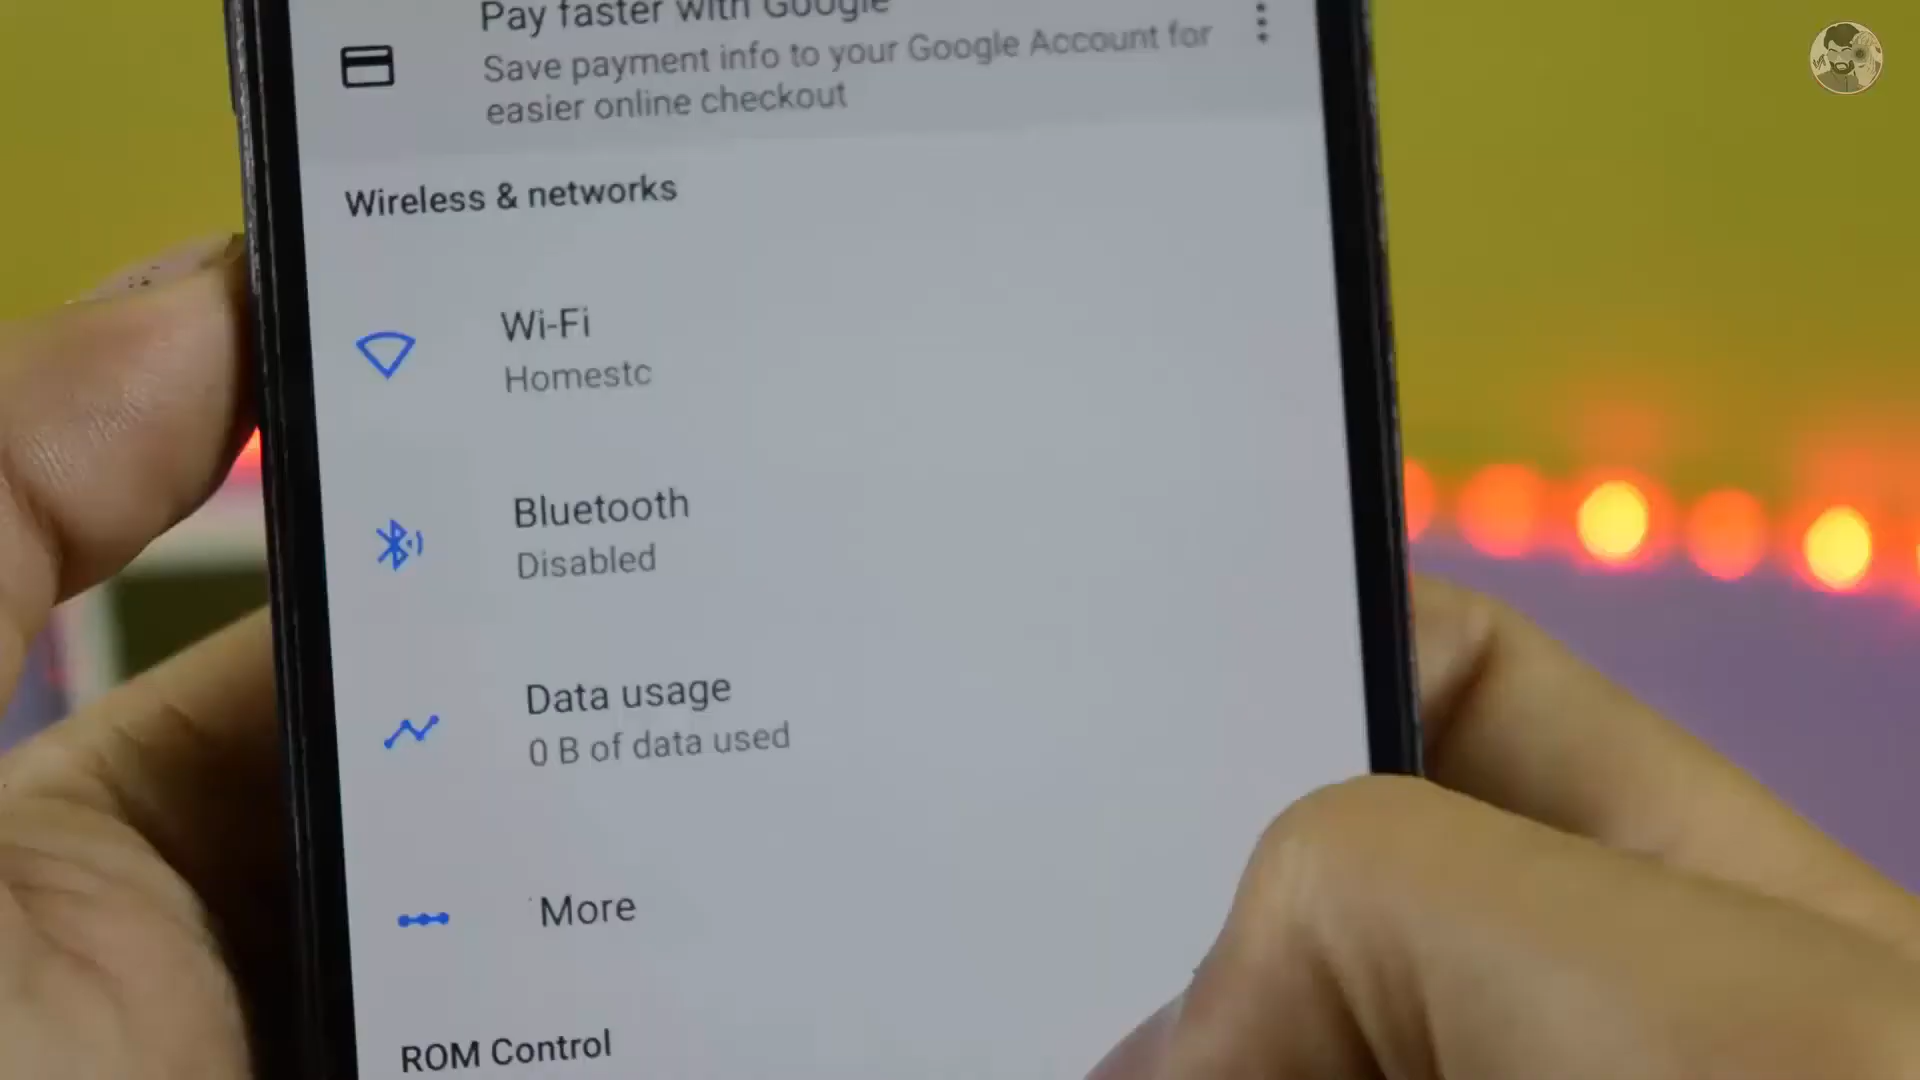 Pay faster with Google
Save payment info to your Google Account for
easier online checkout
Wireless & networks
Wi-Fi
Homestc
Bluetooth
Disabled
Data usage
0 B of data used
More
ROM Control